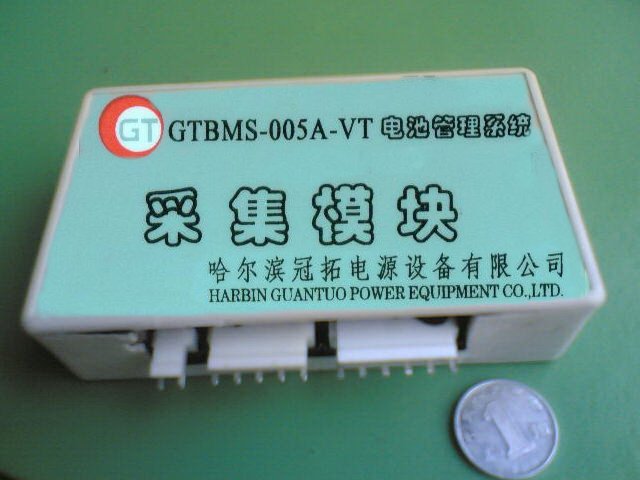 GT GTBMS-005A-VT 电池管理系统
采集模块
哈尔滨冠拓电源设备有限公司
HARBIN GUANTUO POWER EQUIPMENT CO.,LTD.
1